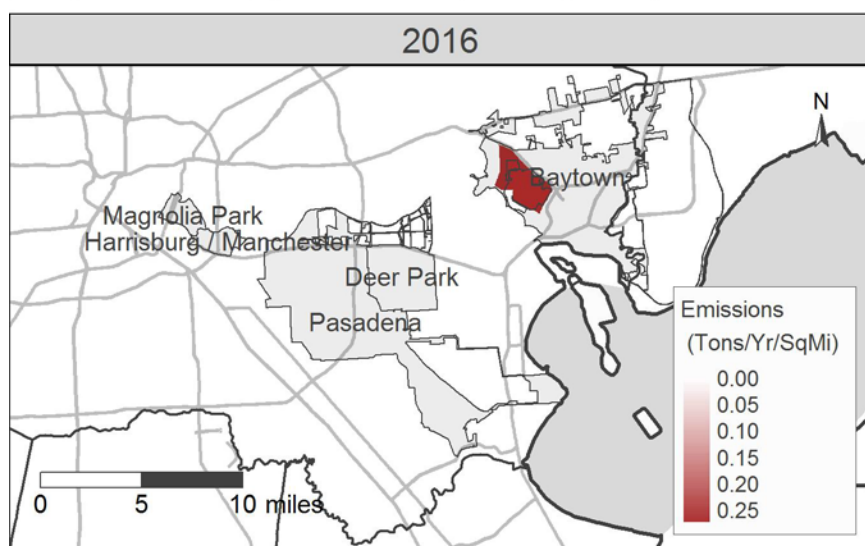 2016
N
Baytown
Magnolia Park
Harrisburg / Manchester
Deer Park
Pasadena
Emissions
(Tons/Yr/SqMi)
0.00
0.05
0.10
0.15
0.20
0.25
0 5 10 miles